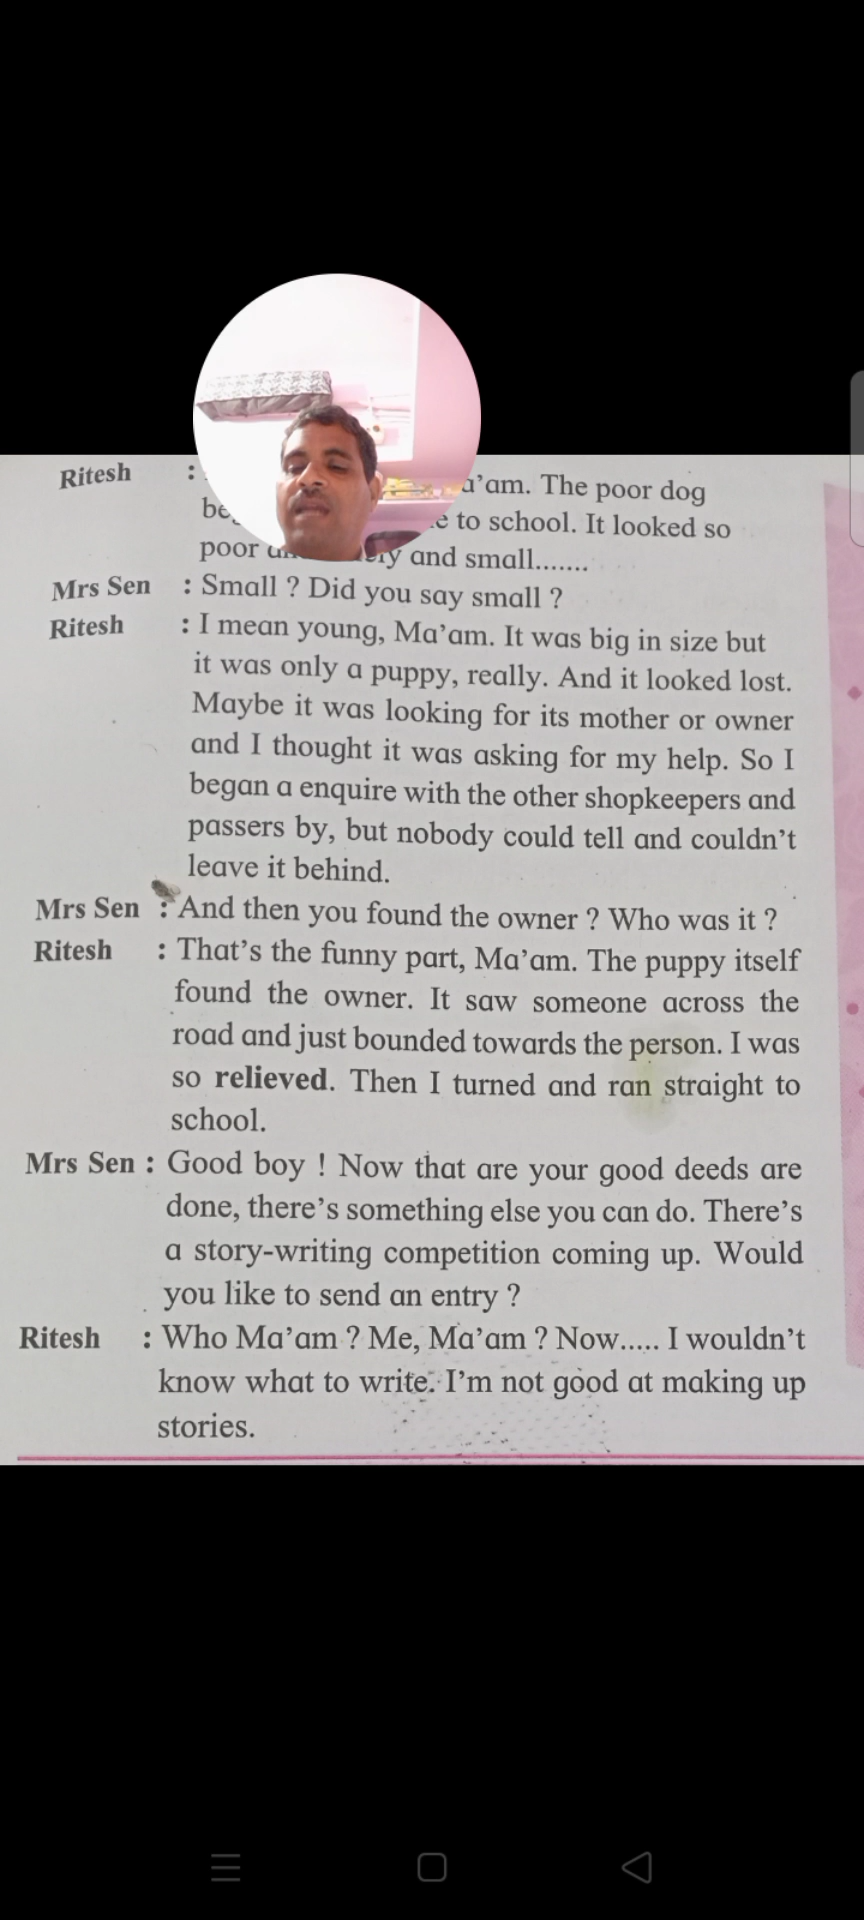 Ritesh : a'am. The poor dog
to school. It looked so
poor and small.......
Mrs Sen : Small ? Did you say small ?
Ritesh : I mean young, Ma'am. It was big in size but
it was only a puppy, really. And it looked lost.
Maybe it was looking for its mother or owner
and I thought it was asking for my help. So I
began a enquire with the other shopkeepers and
passers by, but nobody could tell and couldn't
leave it behind.
Mrs Sen : And then you found the owner ? Who was it ?
Ritesh : That's the funny part, Ma'am. The puppy itself
found the owner. It saw someone across the
road and just bounded towards the person. I was
so relieved. Then I turned and ran straight to
school.
Mrs Sen : Good boy ! Now that are your good deeds are
done, there's something else you can do. There's
a story-writing competition coming up. Would
you like to send an entry ?
Ritesh : Who Ma'am ? Me, Ma'am ? Now..... I wouldn't
know what to write. I'm not good at making up
stories.